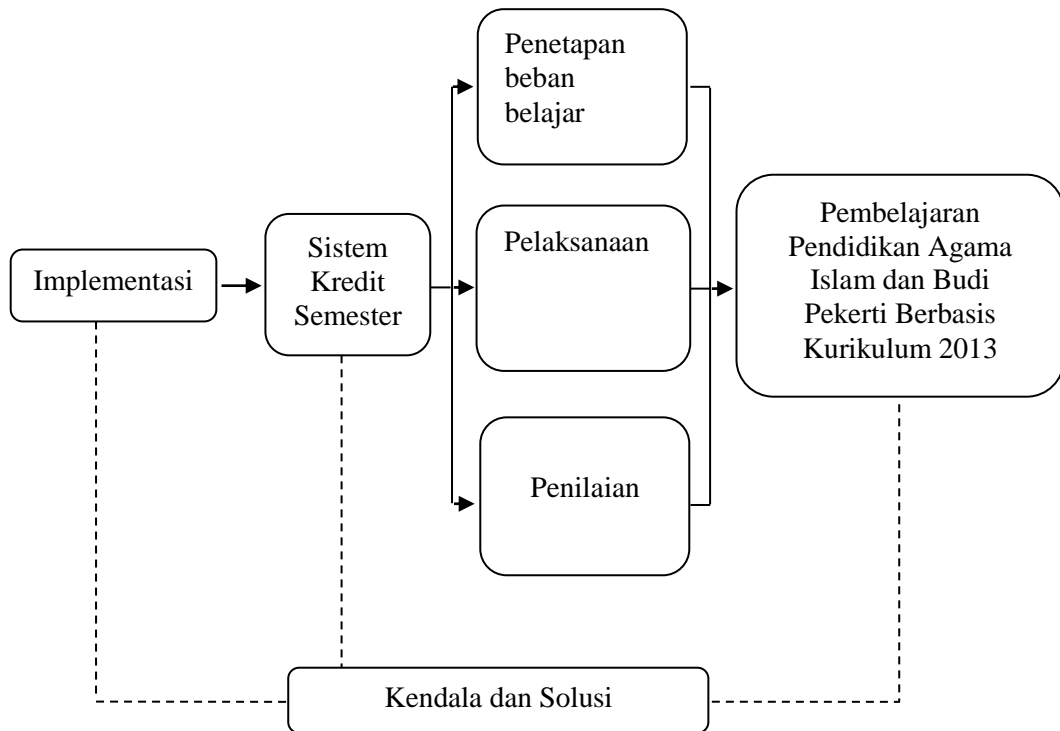 Penetapan
beban
belajar
Implementasi
Sistem
Kredit
Semester
Pelaksanaan
Penilaian
Pembelajaran
Pendidikan Agama
Islam dan Budi
Pekerti Berbasis
Kurikulum 2013
Kendala dan Solusi